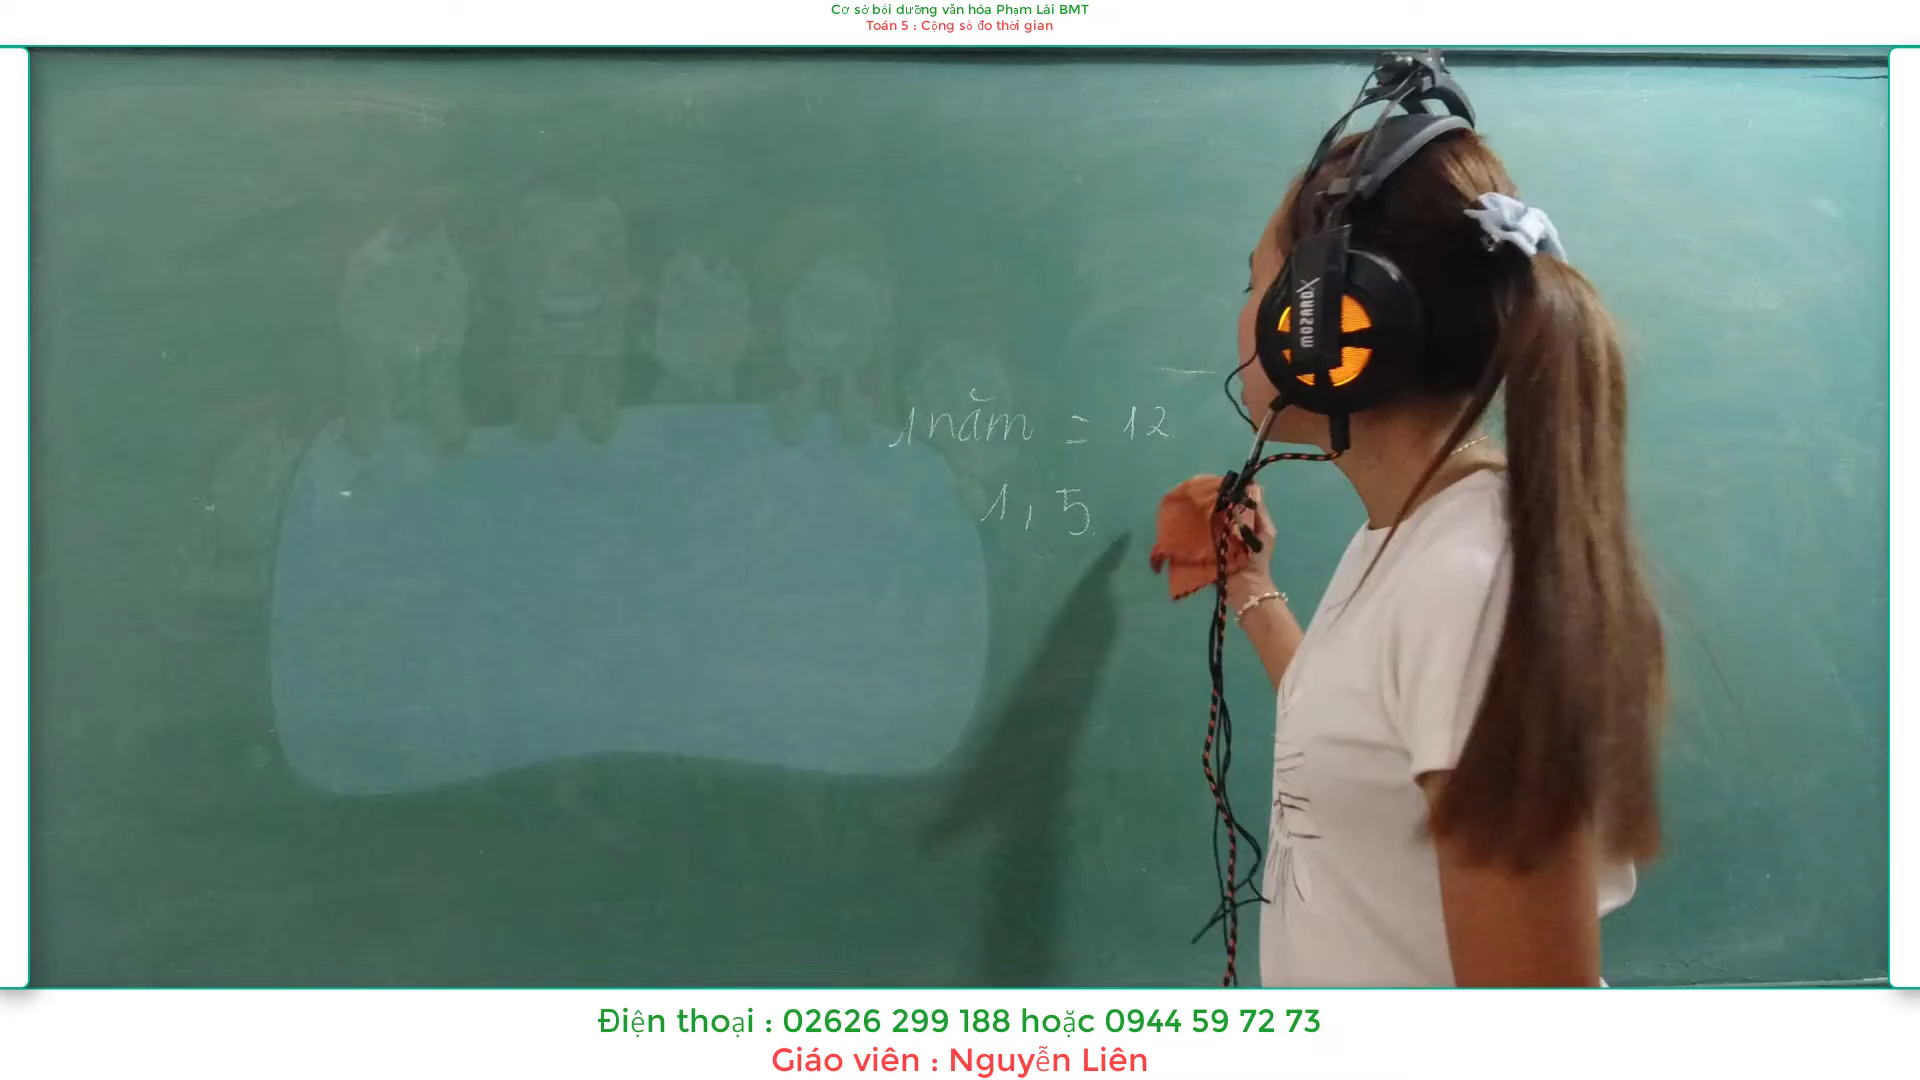 Cơ sở bồi dưỡng văn hóa Phạm Lài BMT
Toán 5 : Cộng số đo thời gian
MOZARDX
1 năm = 12
1,5
Điện thoại : 02626 299 188 hoặc 0944 59 72 73
Giáo viên : Nguyễn Liên